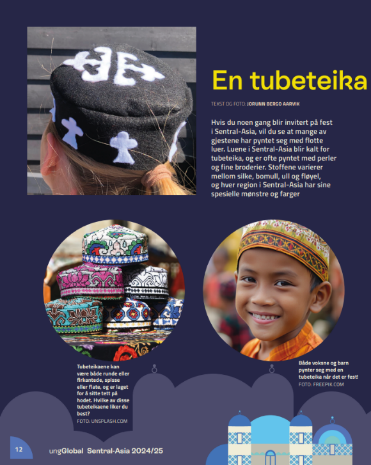 En tubeteika
TEKST OG FOTO: JORUNN BERGO AARVIK
Hvis du noen gang blir invitert på fest
i Sentral-Asia, vil du se at mange av
gjestene har pyntet seg med flotte
luer. Luene i Sentral-Asia blir kalt for
tubeteika, og er ofte pyntet med perler
og fine broderier. Stoffene varierer
mellom silke, bomull, ull og fløyel,
og hver region i Sentral-Asia har sine
spesielle mønstre og farger
Tubeteikaene kan
være både runde eller
firkantede, spisse
eller flate, og er laget
for å sitte tett på
hodet. Hvilke av disse
tubeteikaene liker du
best?
FOTO: UNSPLASH.COM
Både voksne og barn
pynter seg med en
tubeteika når det er fest!
FOTO: FREEPIK.COM
12
ungGlobal Sentral-Asia 2024/25